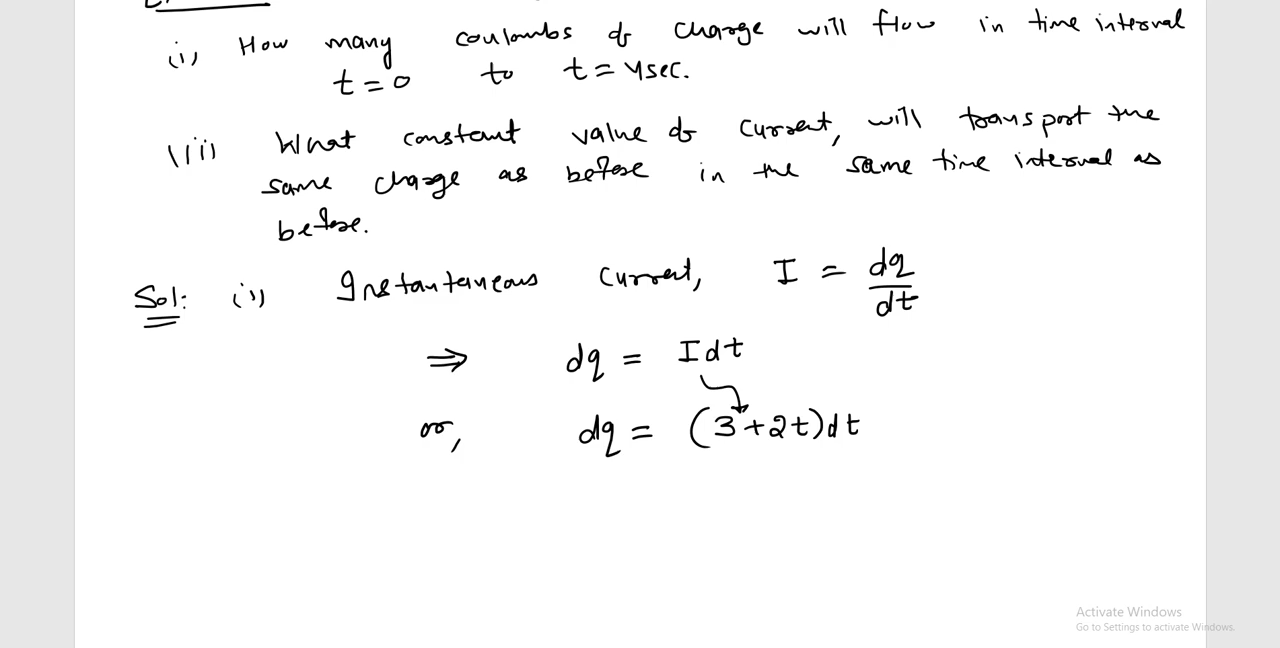 (i) How many coulombs of charge will flow in time interval
t = 0 to t = 4 sec.
(ii) What constant value of current, will transport the
same charge as before in the same time interval as
before.
Sol: (i) Instantaneous current, I = dq/dt
⇒ dq = Idt
or, dq = (3+2t)dt
Activate Windows
Go to Settings to activate Windows.